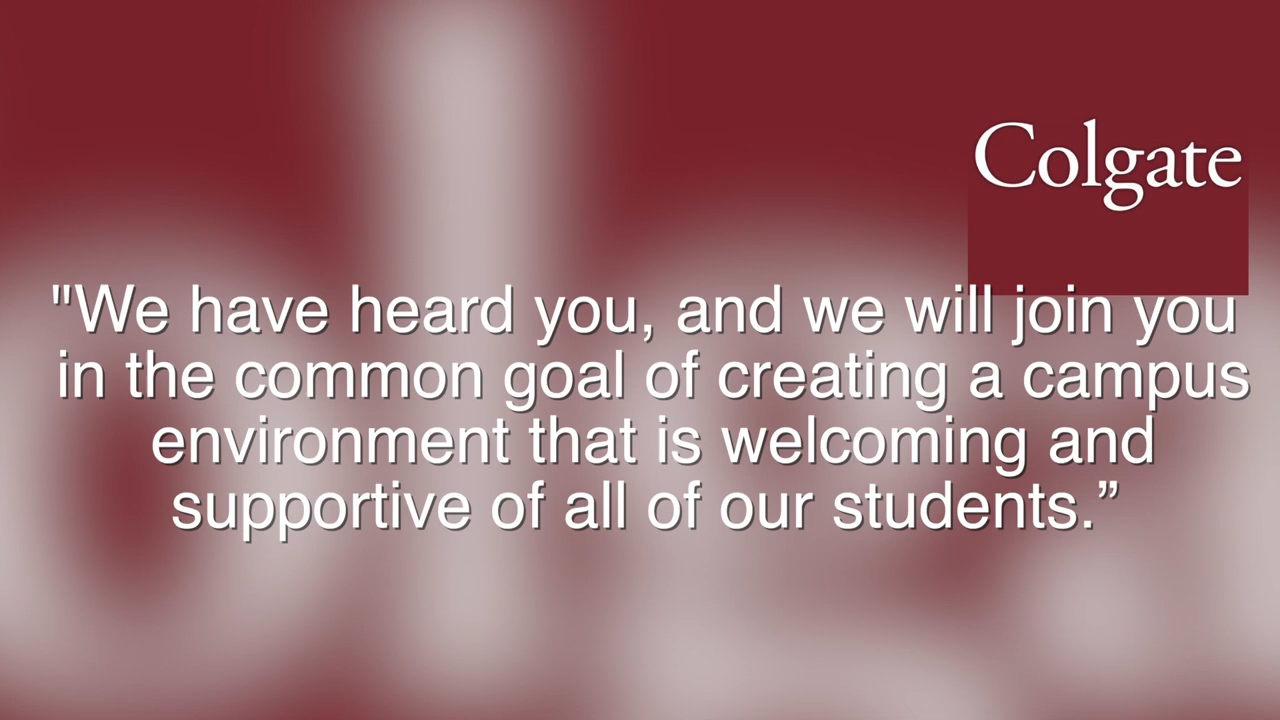 Colgate
"We have heard you, and we will join you
in the common goal of creating a campus
environment that is welcoming and
supportive of all of our students.”